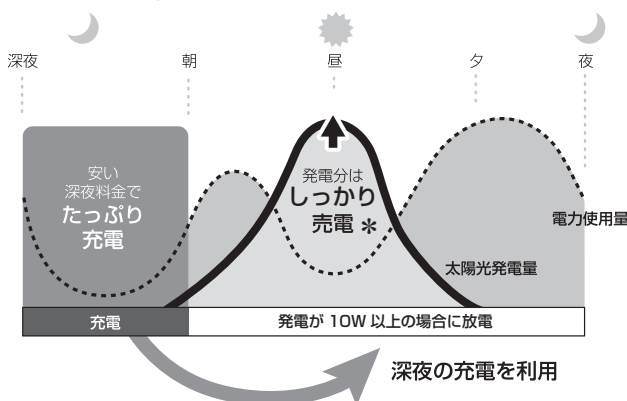 深夜
朝
昼
夕
夜
安い
深夜料金で
たっぷり
充電
発電分は
しっかり
売電＊
電力使用量
太陽光発電量
充電
発電が 10W 以上の場合に放電
深夜の充電を利用